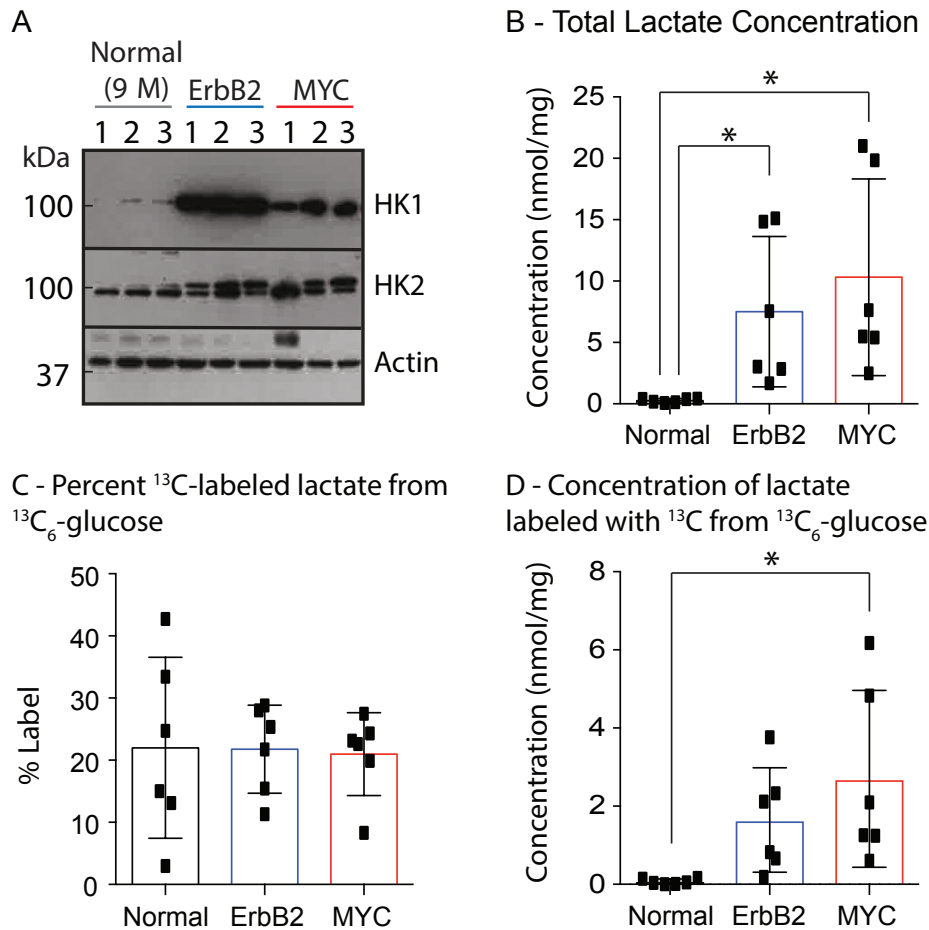 A
Normal
(9 M) ErbB2 MYC
1 2 3 1 2 3 1 2 3
kDa
100 HK1
100 HK2
Actin
37
B - Total Lactate Concentration
Concentration (nmol/mg)
25
20
15
10
5
0
* 
*
Normal ErbB2 MYC
C - Percent ¹³C-labeled lactate from
¹³C₆-glucose
% Label
50
40
30
20
10
0
Normal ErbB2 MYC
D - Concentration of lactate
labeled with ¹³C from ¹³C₆-glucose
Concentration (nmol/mg)
8
6
4
2
0
*
Normal ErbB2 MYC